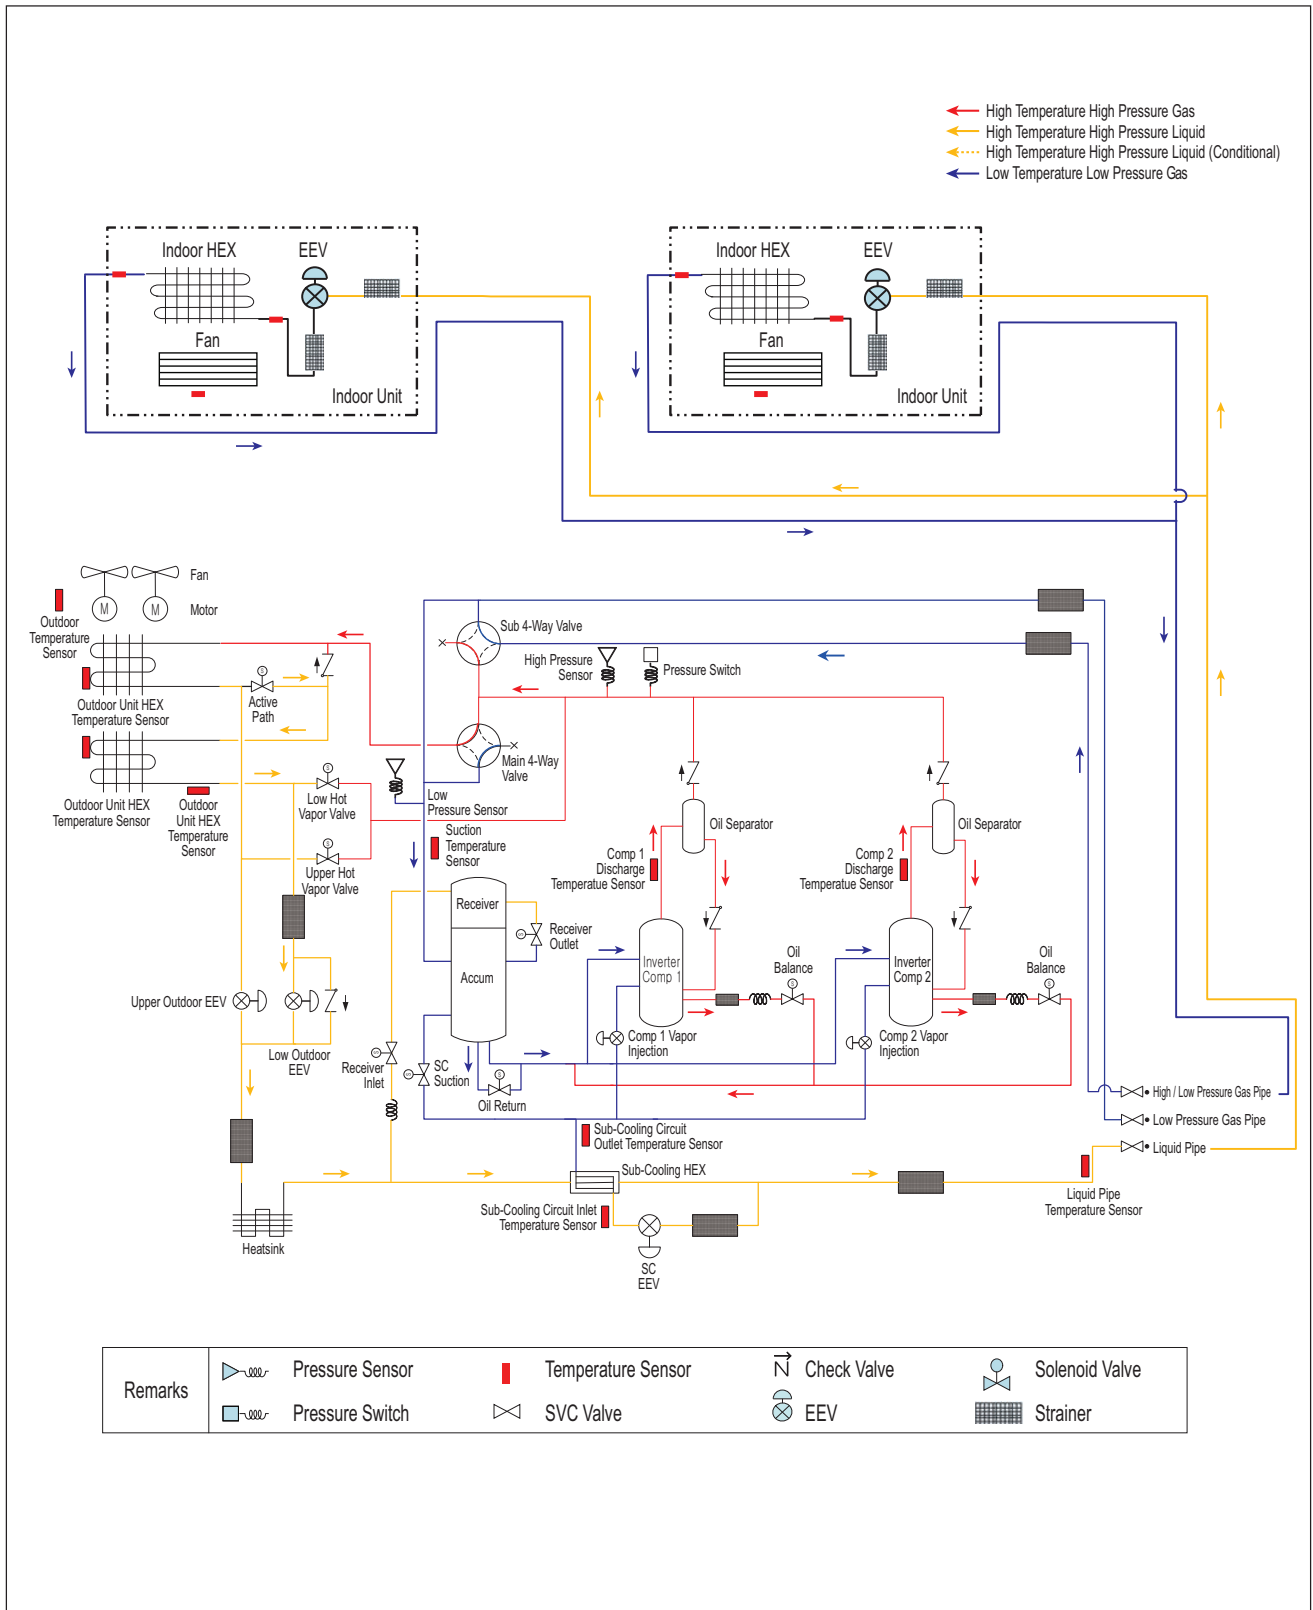 High Temperature High Pressure Gas
High Temperature High Pressure Liquid
High Temperature High Pressure Liquid (Conditional)
Low Temperature Low Pressure Gas
Indoor HEX
EEV
Fan
Indoor Unit
Indoor HEX
EEV
Fan
Indoor Unit
Fan
M
M
Motor
Outdoor
Temperature
Sensor
Sub 4-Way Valve
High Pressure
Sensor
Pressure Switch
S
Active
Path
Outdoor Unit HEX
Temperature Sensor
Main 4-Way
Valve
S
Low Hot
Vapor Valve
Low
Pressure Sensor
Outdoor Unit HEX
Temperature Sensor
Outdoor
Unit HEX
Temperature
Sensor
Suction
Temperature
Sensor
S
Upper Hot
Vapor Valve
Oil Separator
Comp 1
Discharge
Temperatue Sensor
Oil Separator
Comp 2
Discharge
Temperatue Sensor
Receiver
Receiver
Outlet
Accum
Inverter
Comp 1
Oil
Balance
S
Inverter
Comp 2
Oil
Balance
S
Upper Outdoor EEV
Low Outdoor
EEV
Comp 1 Vapor
Injection
Comp 2 Vapor
Injection
Receiver
Inlet
SC
Suction
S
Oil Return
High / Low Pressure Gas Pipe
Low Pressure Gas Pipe
Liquid Pipe
Sub-Cooling Circuit
Outlet Temperature Sensor
Sub-Cooling HEX
Liquid Pipe
Temperature Sensor
Sub-Cooling Circuit Inlet
Temperature Sensor
Heatsink
SC
EEV
Remarks
Pressure Sensor
Temperature Sensor
Check Valve
Solenoid Valve
Pressure Switch
SVC Valve
EEV
Strainer